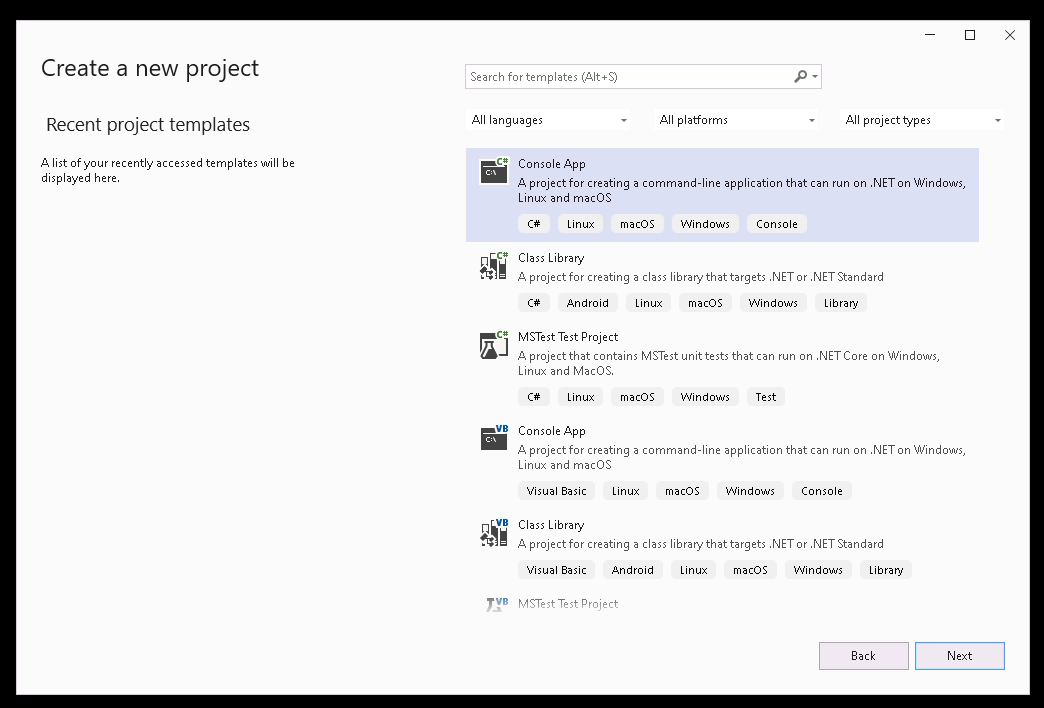 Create a new project
Search for templates (Alt+S)
Recent project templates
A list of your recently accessed templates will be
displayed here.
All languages
All platforms
All project types
C#
C:\
Console App
A project for creating a command-line application that can run on .NET on Windows,
Linux and macOS
C# Linux macOS Windows Console
C#
Class Library
A project for creating a class library that targets .NET or .NET Standard
C# Android Linux macOS Windows Library
C#
MSTest Test Project
A project that contains MSTest unit tests that can run on .NET Core on Windows,
Linux and MacOS.
C# Linux macOS Windows Test
VB
C:\
Console App
A project for creating a command-line application that can run on .NET on Windows,
Linux and macOS
Visual Basic Linux macOS Windows Console
VB
Class Library
A project for creating a class library that targets .NET or .NET Standard
Visual Basic Android Linux macOS Windows Library
VB
MSTest Test Project
Back
Next